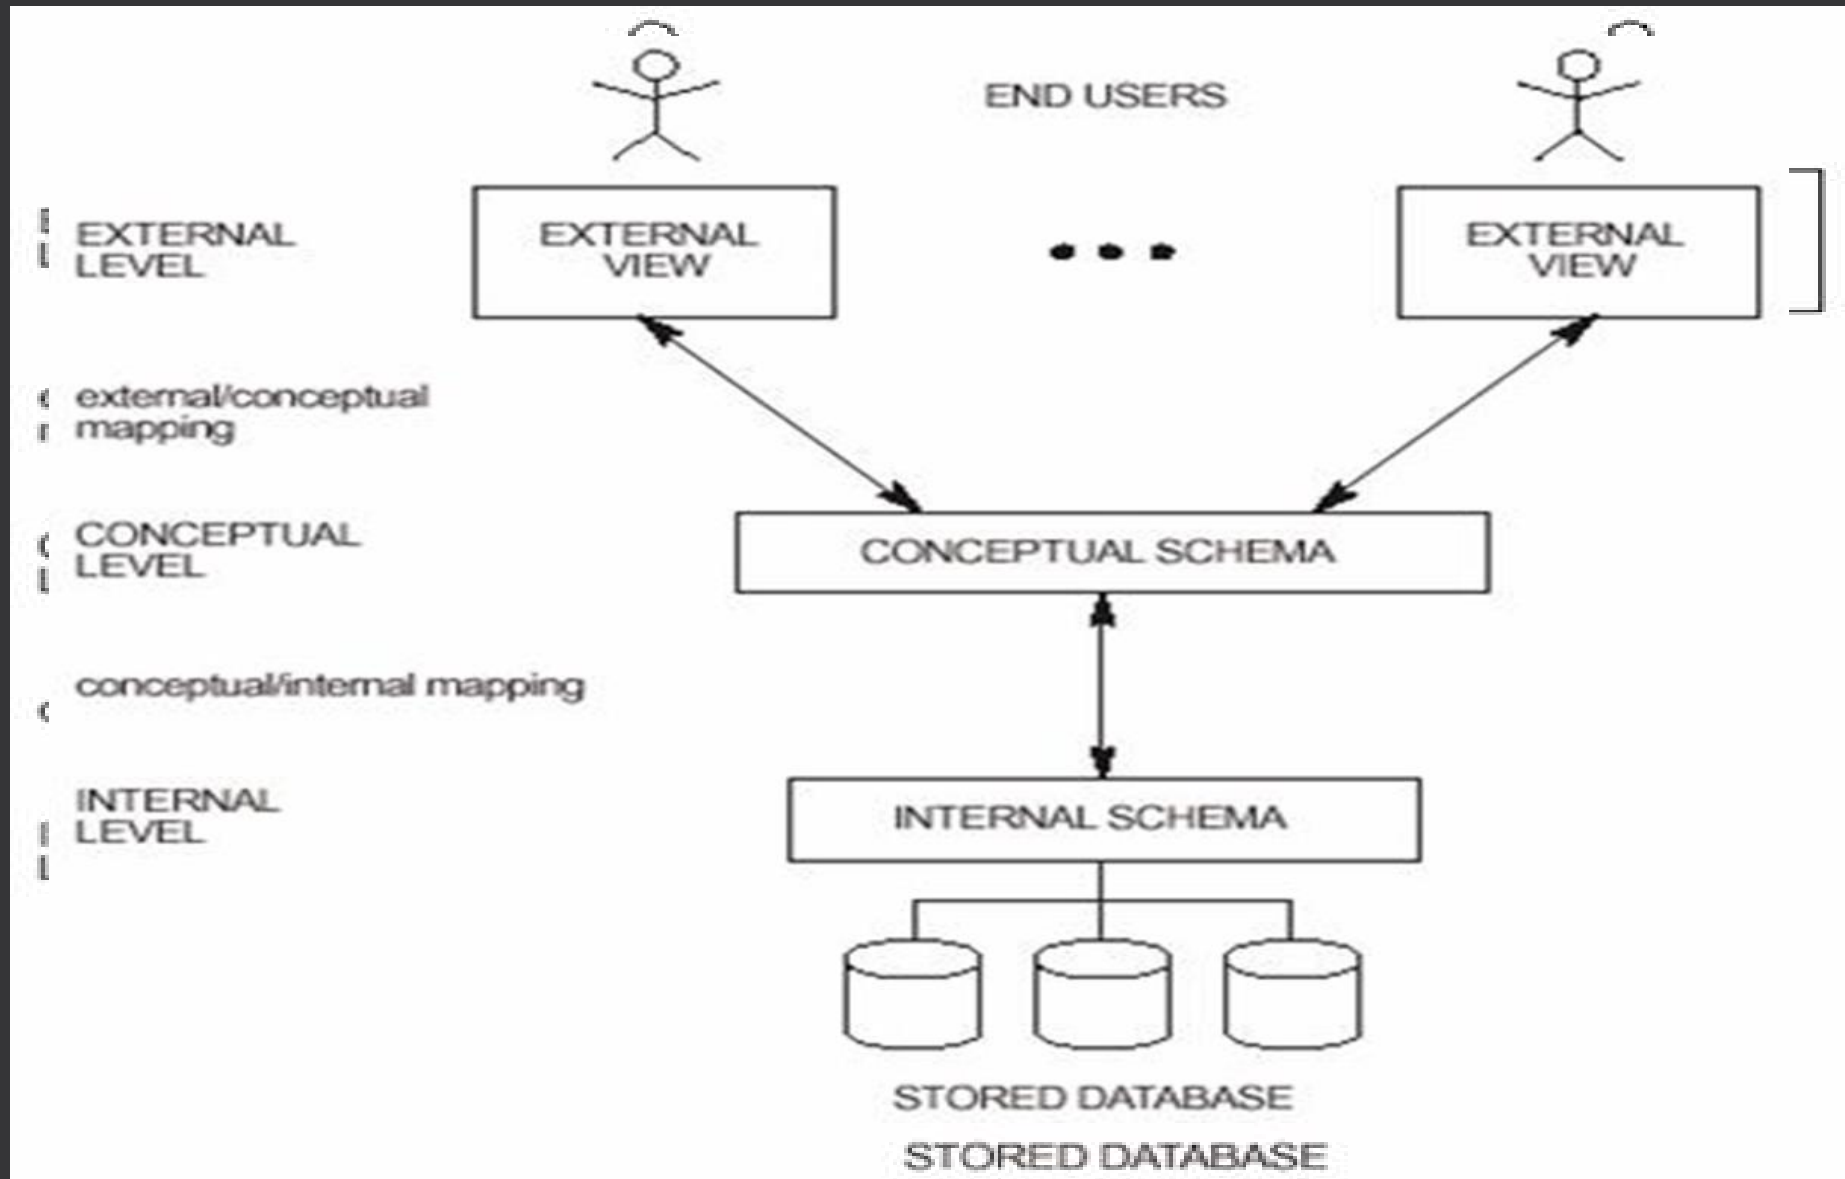 END USERS
EXTERNAL
LEVEL
EXTERNAL
VIEW
EXTERNAL
VIEW
external/conceptual
mapping
CONCEPTUAL
LEVEL
CONCEPTUAL SCHEMA
conceptual/internal mapping
INTERNAL
LEVEL
INTERNAL SCHEMA
STORED DATABASE
STORED DATABASE